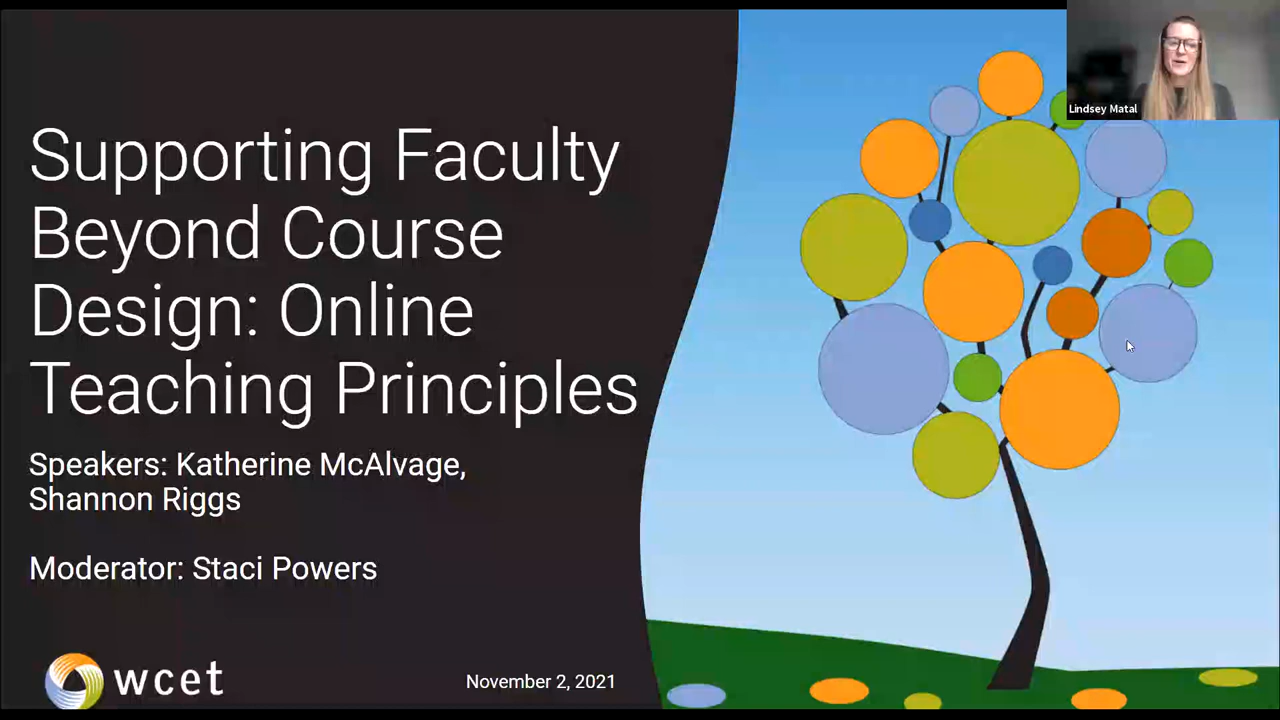 Supporting Faculty
Beyond Course
Design: Online
Teaching Principles
Speakers: Katherine McAlvage,
Shannon Riggs
Moderator: Staci Powers
wcet
November 2, 2021
Lindsey Matal